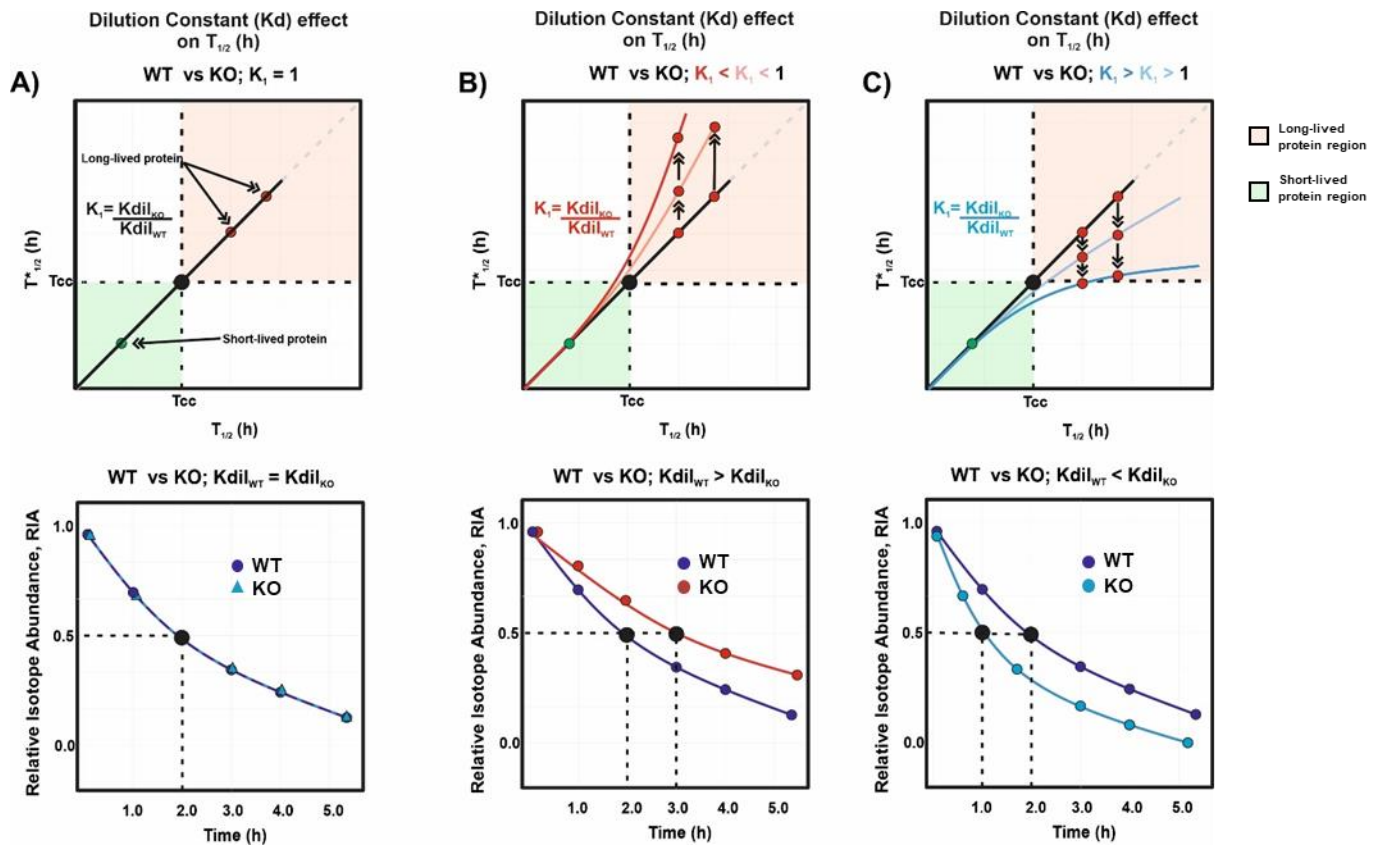 Dilution Constant (Kd) effect
on T1/2 (h)
WT vs KO; K1 = 1
A)
Long-lived protein
K1= KdilKO
KdilWT
T*1/2 (h)
Tcc
Short-lived protein
Tcc
T1/2 (h)
Dilution Constant (Kd) effect
on T1/2 (h)
WT vs KO; K1 < K1 < 1
B)
K1= KdilKO
KdilWT
T*1/2 (h)
Tcc
Tcc
T1/2 (h)
Dilution Constant (Kd) effect
on T1/2 (h)
WT vs KO; K1 > K1 > 1
C)
K1= KdilKO
KdilWT
T*1/2 (h)
Tcc
Tcc
T1/2 (h)
Long-lived
protein region
Short-lived
protein region
WT vs KO; KdilWT = KdilKO
Relative Isotope Abundance, RIA
1.0
0.5
0.0
WT
KO
1.0 2.0 3.0 4.0 5.0
Time (h)
WT vs KO; KdilWT > KdilKO
Relative Isotope Abundance, RIA
1.0
0.5
0.0
WT
KO
1.0 2.0 3.0 4.0 5.0
Time (h)
WT vs KO; KdilWT < KdilKO
Relative Isotope Abundance, RIA
1.0
0.5
0.0
WT
KO
1.0 2.0 3.0 4.0 5.0
Time (h)